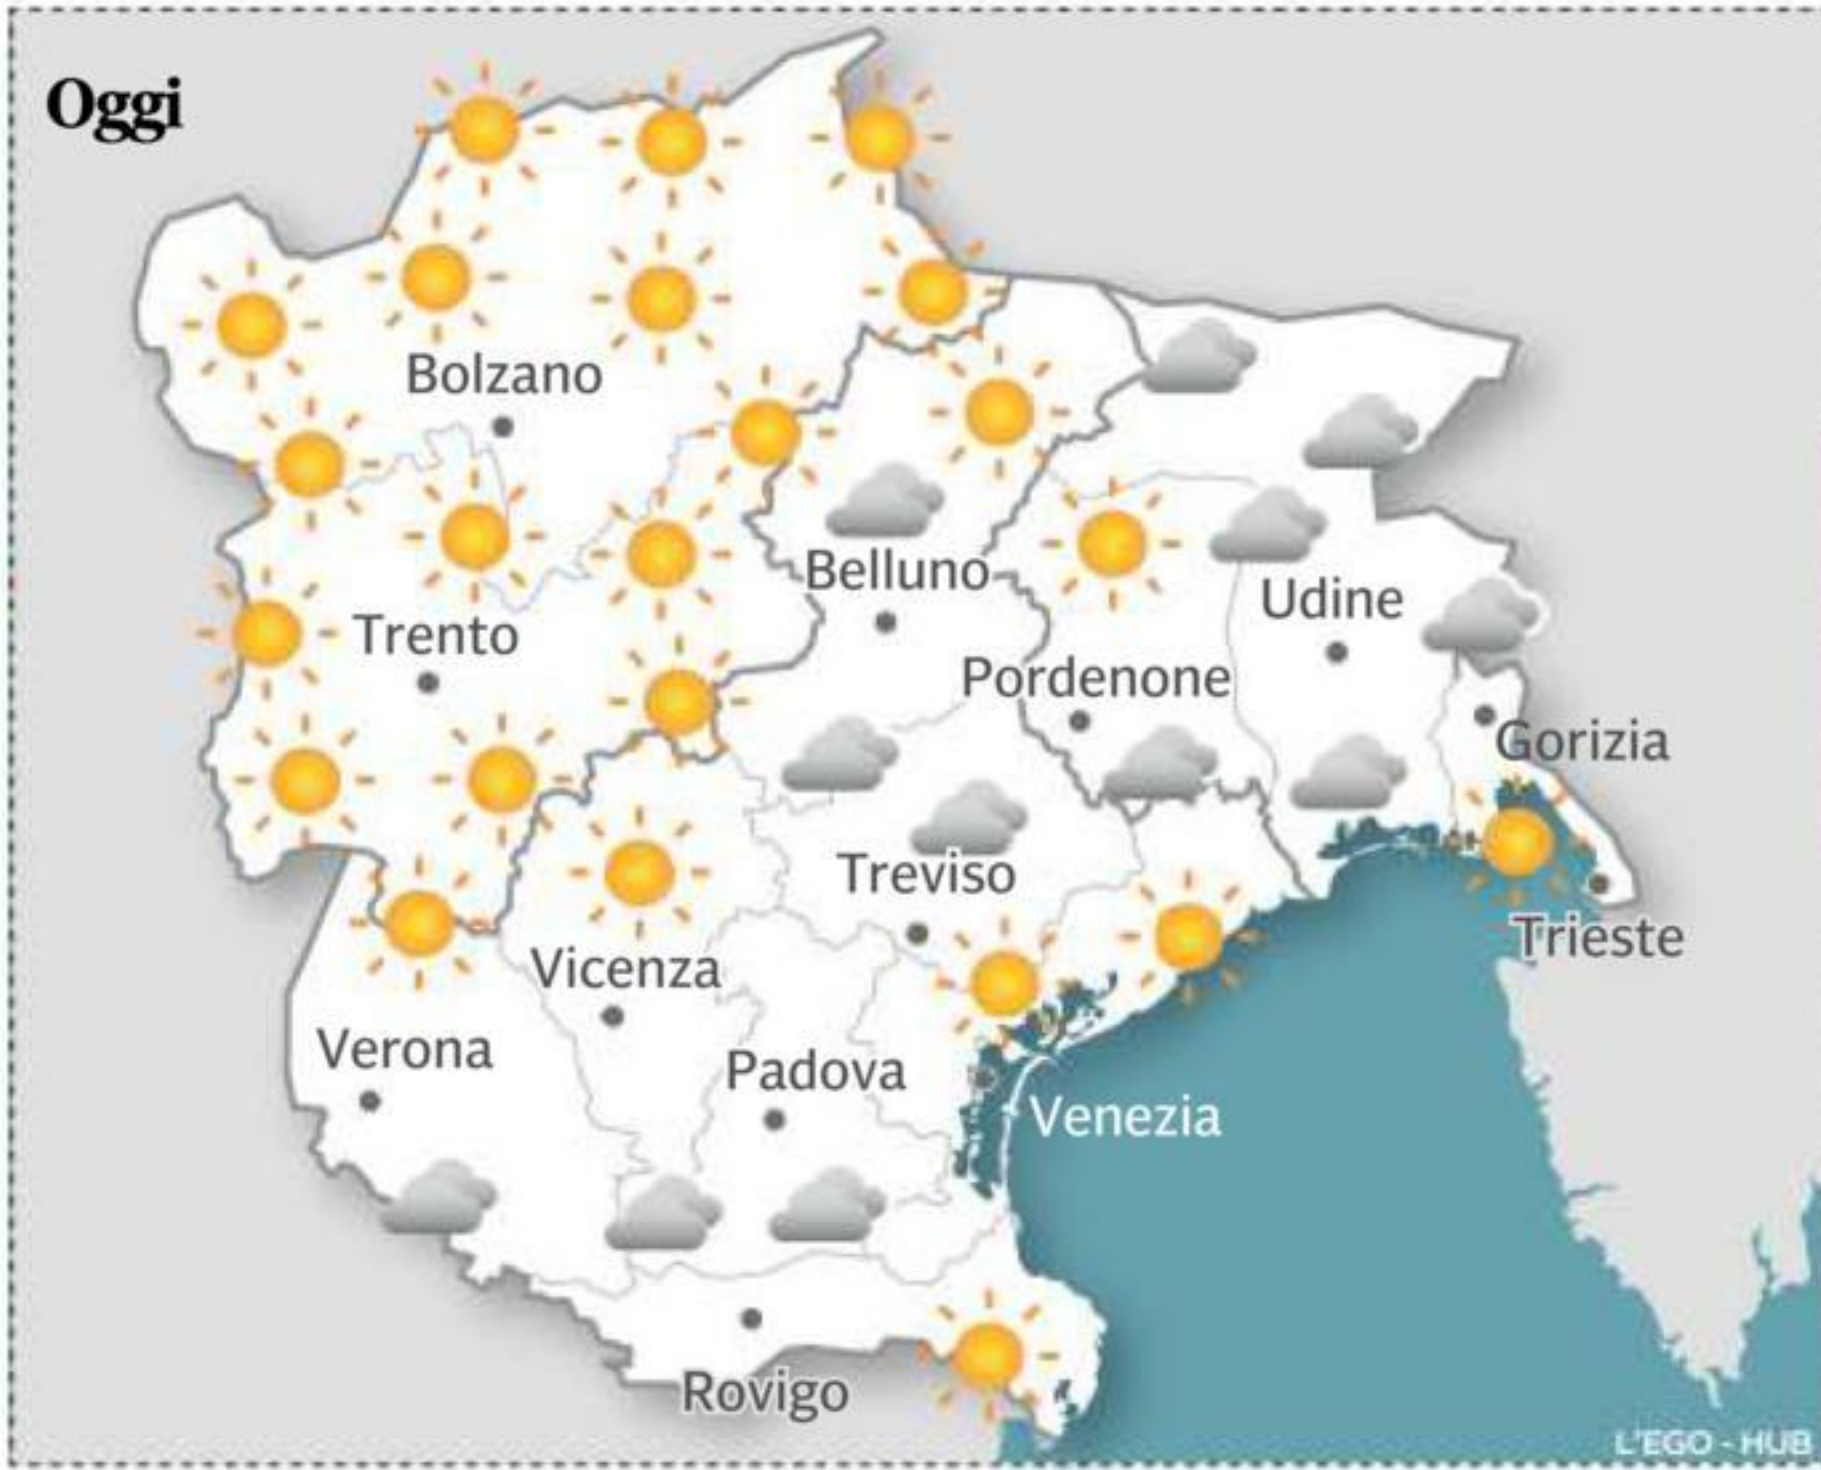 Oggi
Bolzano
Belluno
Udine
Trento
Pordenone
Gorizia
Treviso
Trieste
Vicenza
Verona
Padova
Venezia
Rovigo
L'EGO - HUB